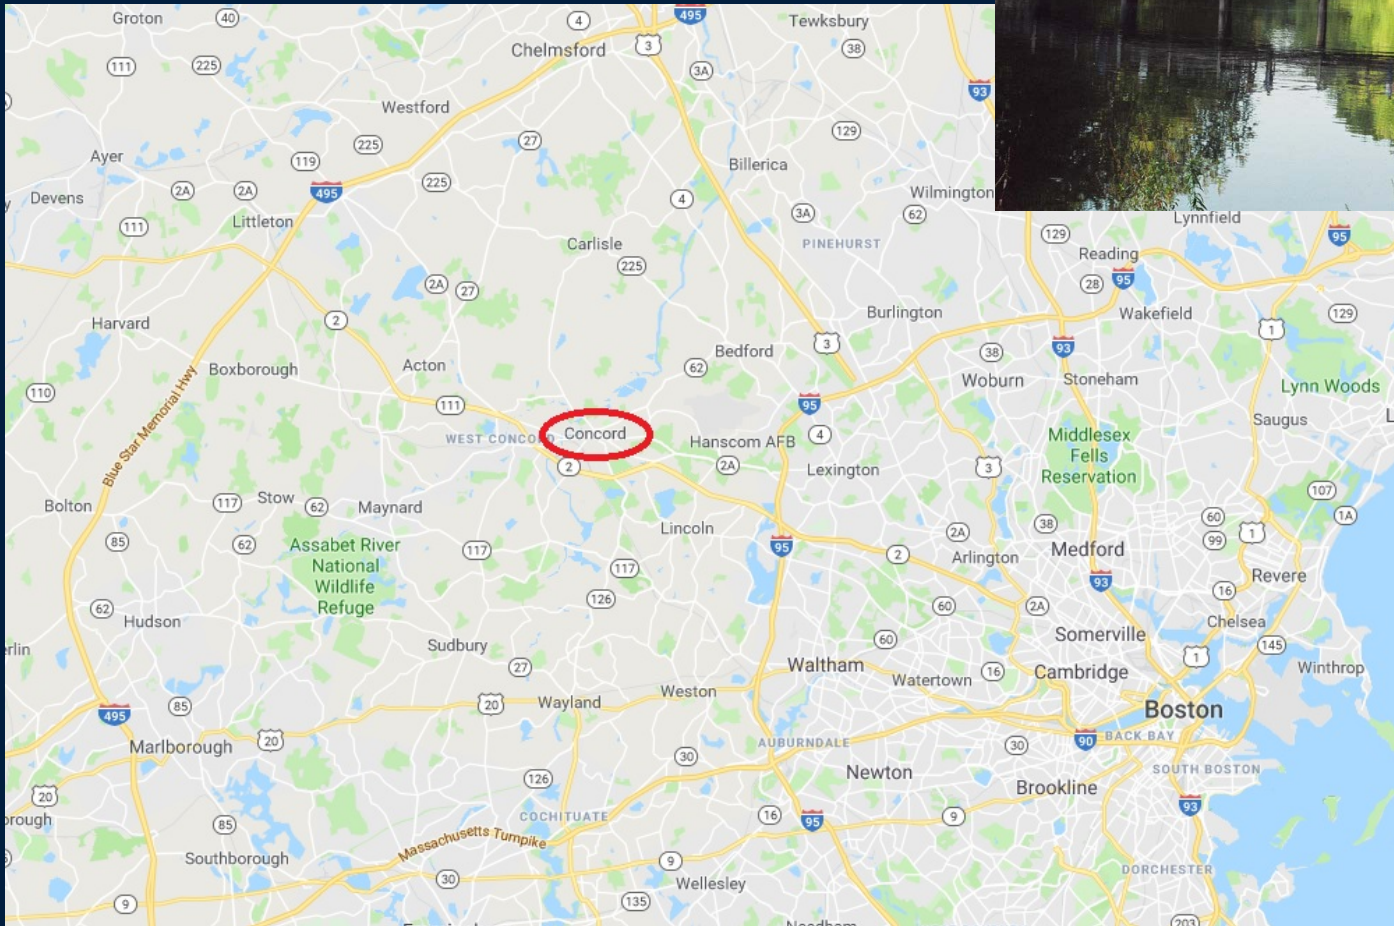 Groton
40
4
495
Tewksbury
Chelmsford
3
38
111
225
3A
93
Westford
27
129
225
Ayer
119
Billerica
2A
2A
495
225
4
Wilmington
Devens
3A
62
Lynnfield
111
Littleton
129
95
Carlisle
PINEHURST
Reading
225
95
2A
27
28
Burlington
Wakefield
129
Harvard
2
1
3
Bedford
38
93
Boxborough
Acton
62
Woburn
Stoneham
Lynn Woods
110
111
95
Saugus
Blue Star Memorial Hwy
WEST CONCORD
Concord
Hanscom AFB
4
Middlesex
Fells
Reservation
2
2A
Lexington
3
107
Bolton
117
Stow
62
Maynard
1A
60
Lincoln
38
2A
1
99
85
62
Assabet River
National
Wildlife
Refuge
117
95
2
Arlington
Medford
117
93
Revere
126
16
62
60
2A
Hudson
Chelsea
Somerville
60
145
erlin
Sudbury
27
1
Waltham
Winthrop
Cambridge
16
Watertown
Weston
85
20
Wayland
495
Boston
20
90
BACK BAY
Marlborough
AUBURNDALE
30
30
SOUTH BOSTON
Newton
126
Brookline
20
93
orough
COCHITUATE
16
95
9
85
Massachusetts Turnpike
Southborough
9
DORCHESTER
30
Wellesley
135
9
203